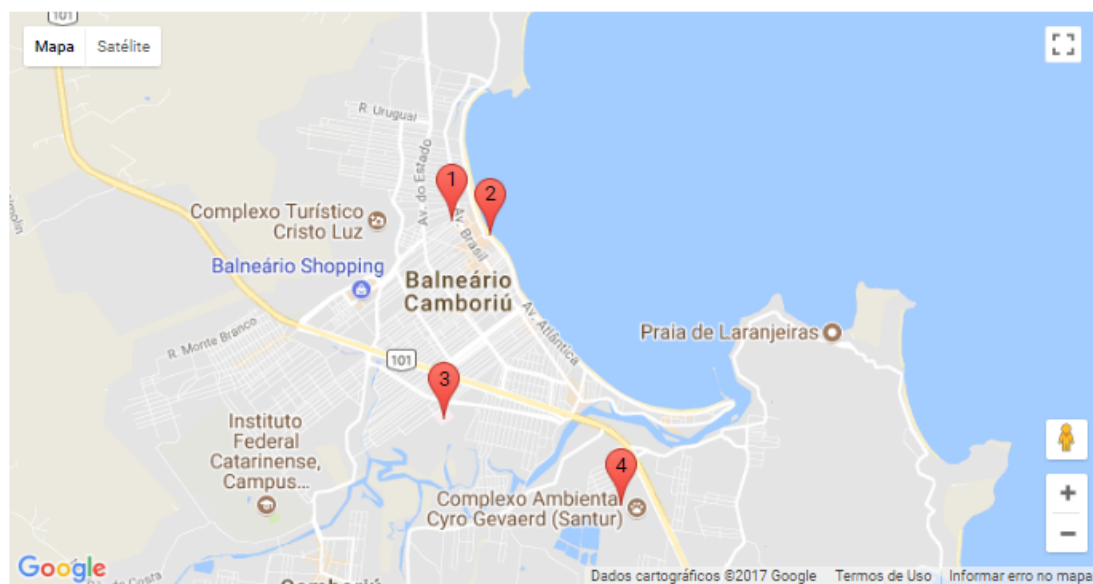 101
Mapa
Satélite
R. Uruguai
Av. do Estado
1
2
Complexo Turístico
Cristo Luz
Av. Brasil
Balneário Shopping
Balneário
Camboriú
Av. Atlântica
Praia de Laranjeiras
R. Monte Branco
101
3
Instituto
Federal
Catarinense,
Campus...
4
Complexo Ambiental
Cyro Gevaerd (Santur)
Google
Camboriú
Dados cartográficos ©2017 Google
Termos de Uso
Informar erro no mapa